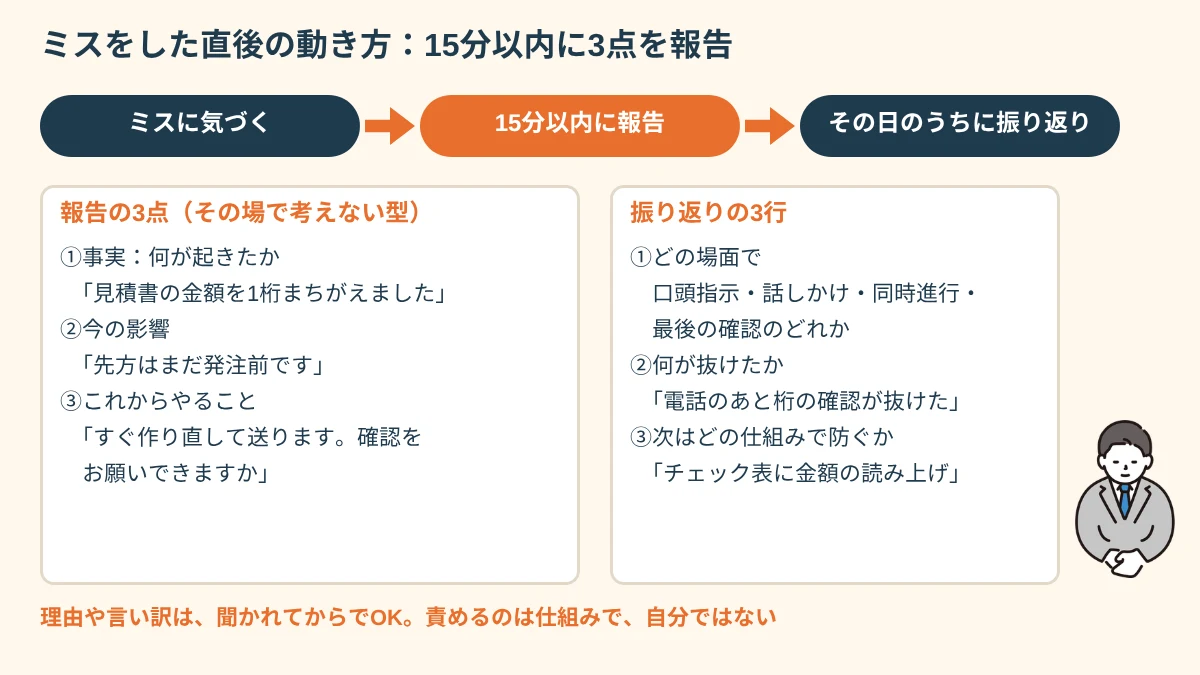 ミスをした直後の動き方：15分以内に3点を報告
ミスに気づく
15分以内に報告
その日のうちに振り返り
報告の3点（その場で考えない型）
①事実：何が起きたか
「見積書の金額を1桁まちがえました」
②今の影響
「先方はまだ発注前です」
③これからやること
「すぐ作り直して送ります。確認を
お願いできますか」
振り返りの3行
①どの場面で
口頭指示・話しかけ・同時進行・
最後の確認のどれか
②何が抜けたか
「電話のあと桁の確認が抜けた」
③次はどの仕組みで防ぐか
「チェック表に金額の読み上げ」
理由や言い訳は、聞かれてからでOK。責めるのは仕組みで、自分ではない